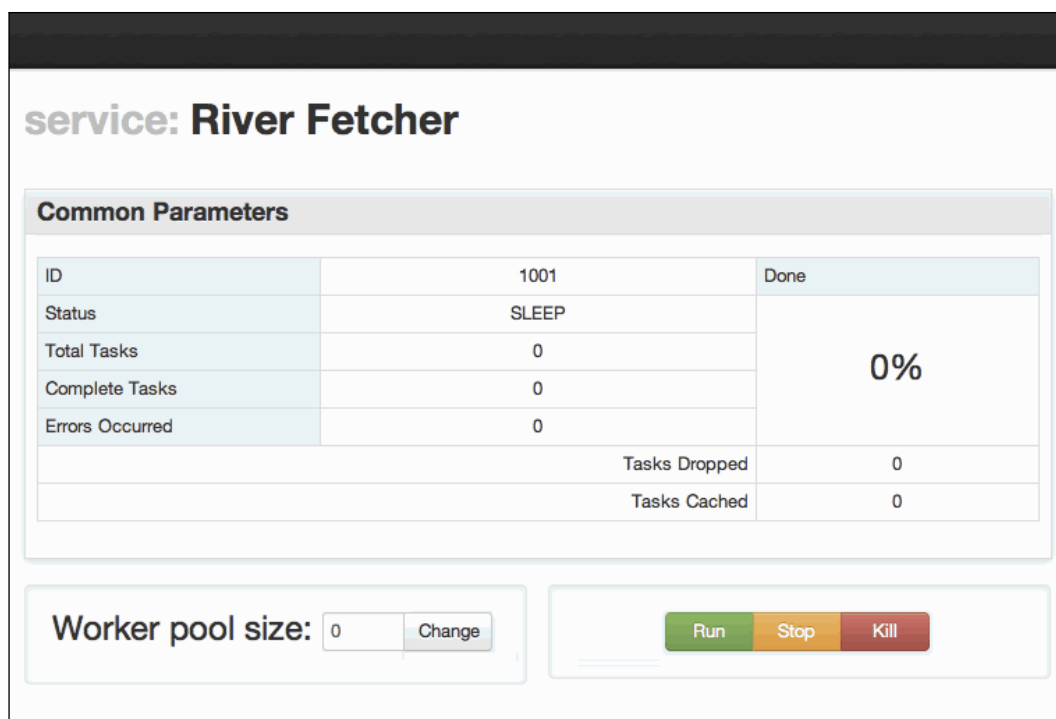 service: River Fetcher
Common Parameters
ID 1001 Done
Status SLEEP
Total Tasks 0
0%
Complete Tasks 0
Errors Occurred 0
Tasks Dropped 0
Tasks Cached 0
Worker pool size: 0 Change
Run Stop Kill